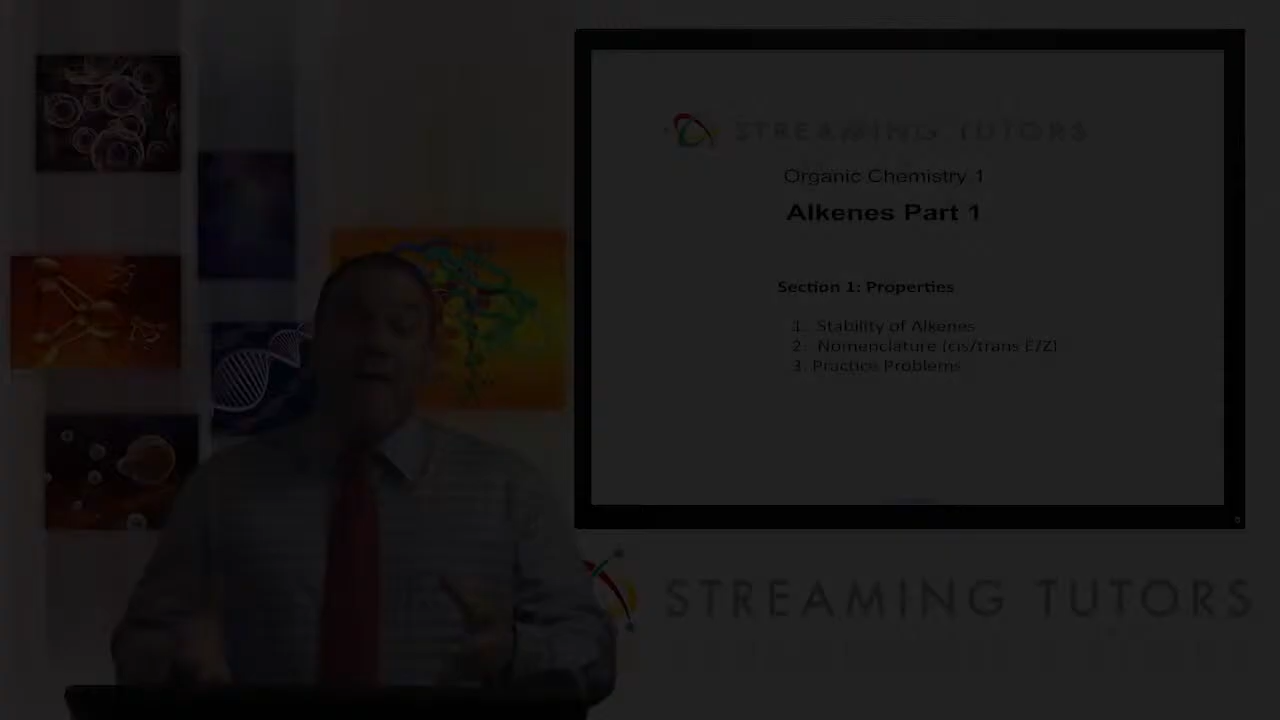 STREAMING TUTORS
Organic Chemistry 1
Alkenes Part 1
Section 1: Properties
1. Stability of Alkenes
2. Nomenclature (cis/trans E/Z)
3. Practice Problems
STREAMING TUTORS